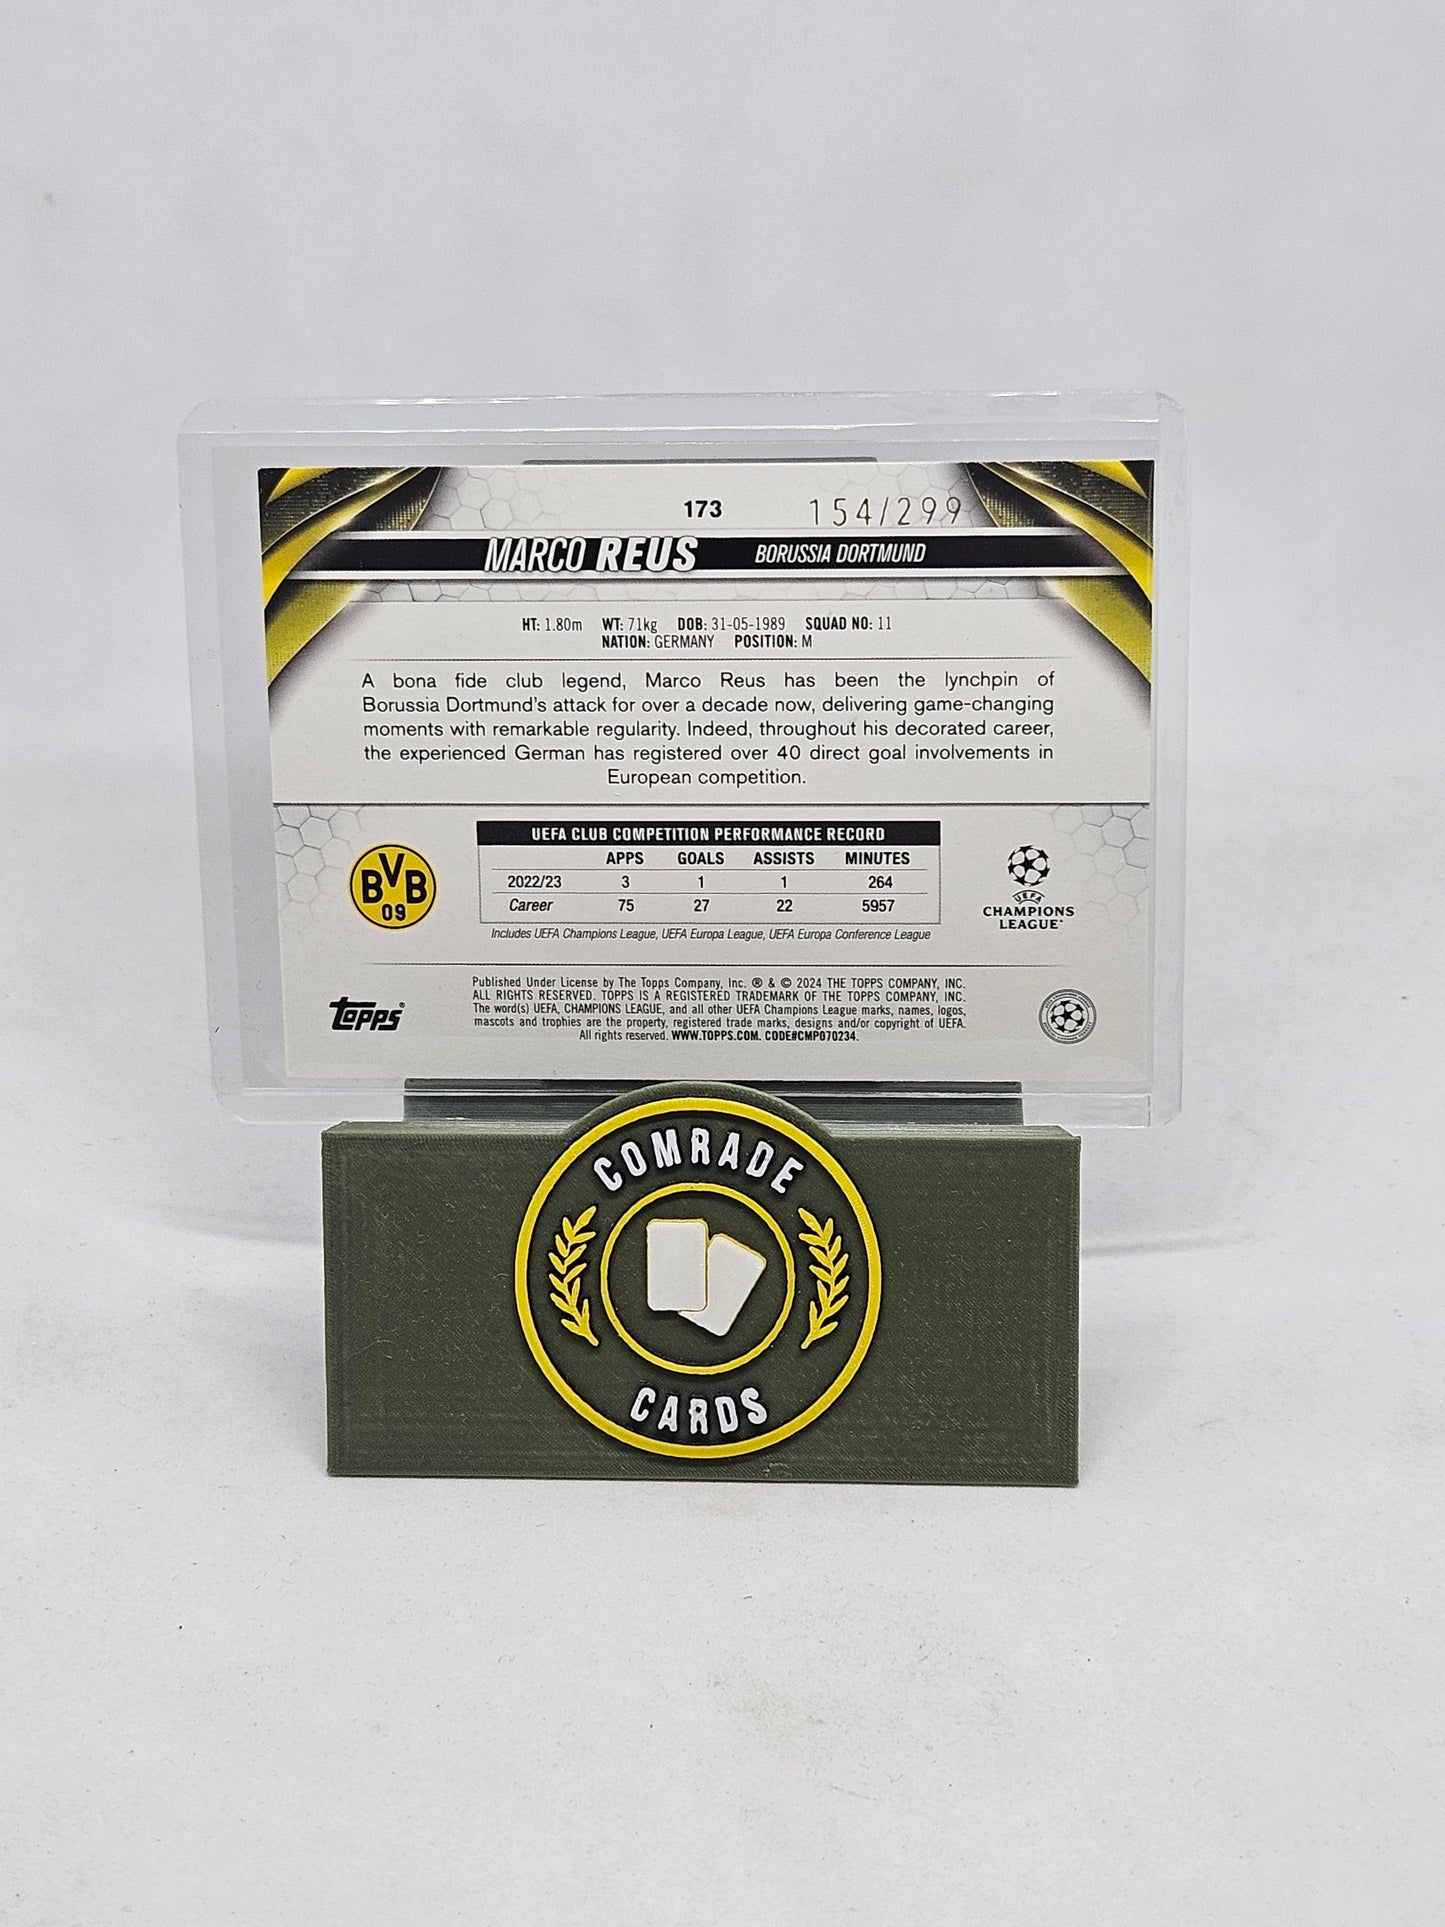 173 154/299
MARCO REUS BORUSSIA DORTMUND
HT: 1.80m WT: 71kg DOB: 31-05-1989 SQUAD NO: 11
NATION: GERMANY POSITION: M
A bona fide club legend, Marco Reus has been the lynchpin of
Borussia Dortmund's attack for over a decade now, delivering game-changing
moments with remarkable regularity. Indeed, throughout his decorated career,
the experienced German has registered over 40 direct goal involvements in
European competition.
UEFA CLUB COMPETITION PERFORMANCE RECORD
APPS GOALS ASSISTS MINUTES
2022/23 3 1 1 264
Career 75 27 22 5957
Includes UEFA Champions League, UEFA Europa League, UEFA Europa Conference League
BVB
09
UEFA
CHAMPIONS
LEAGUE
Topps®
Published Under License by The Topps Company, Inc. ® & © 2024 THE TOPPS COMPANY, INC.
ALL RIGHTS RESERVED. TOPPS IS A REGISTERED TRADEMARK OF THE TOPPS COMPANY, INC.
The word(s) UEFA, CHAMPIONS LEAGUE, and all other UEFA Champions League marks, names, logos,
mascots and trophies are the property, registered trade marks, designs and/or copyright of UEFA.
All rights reserved. WWW.TOPPS.COM. CODE#CMP070234.
COMRADE
CARDS